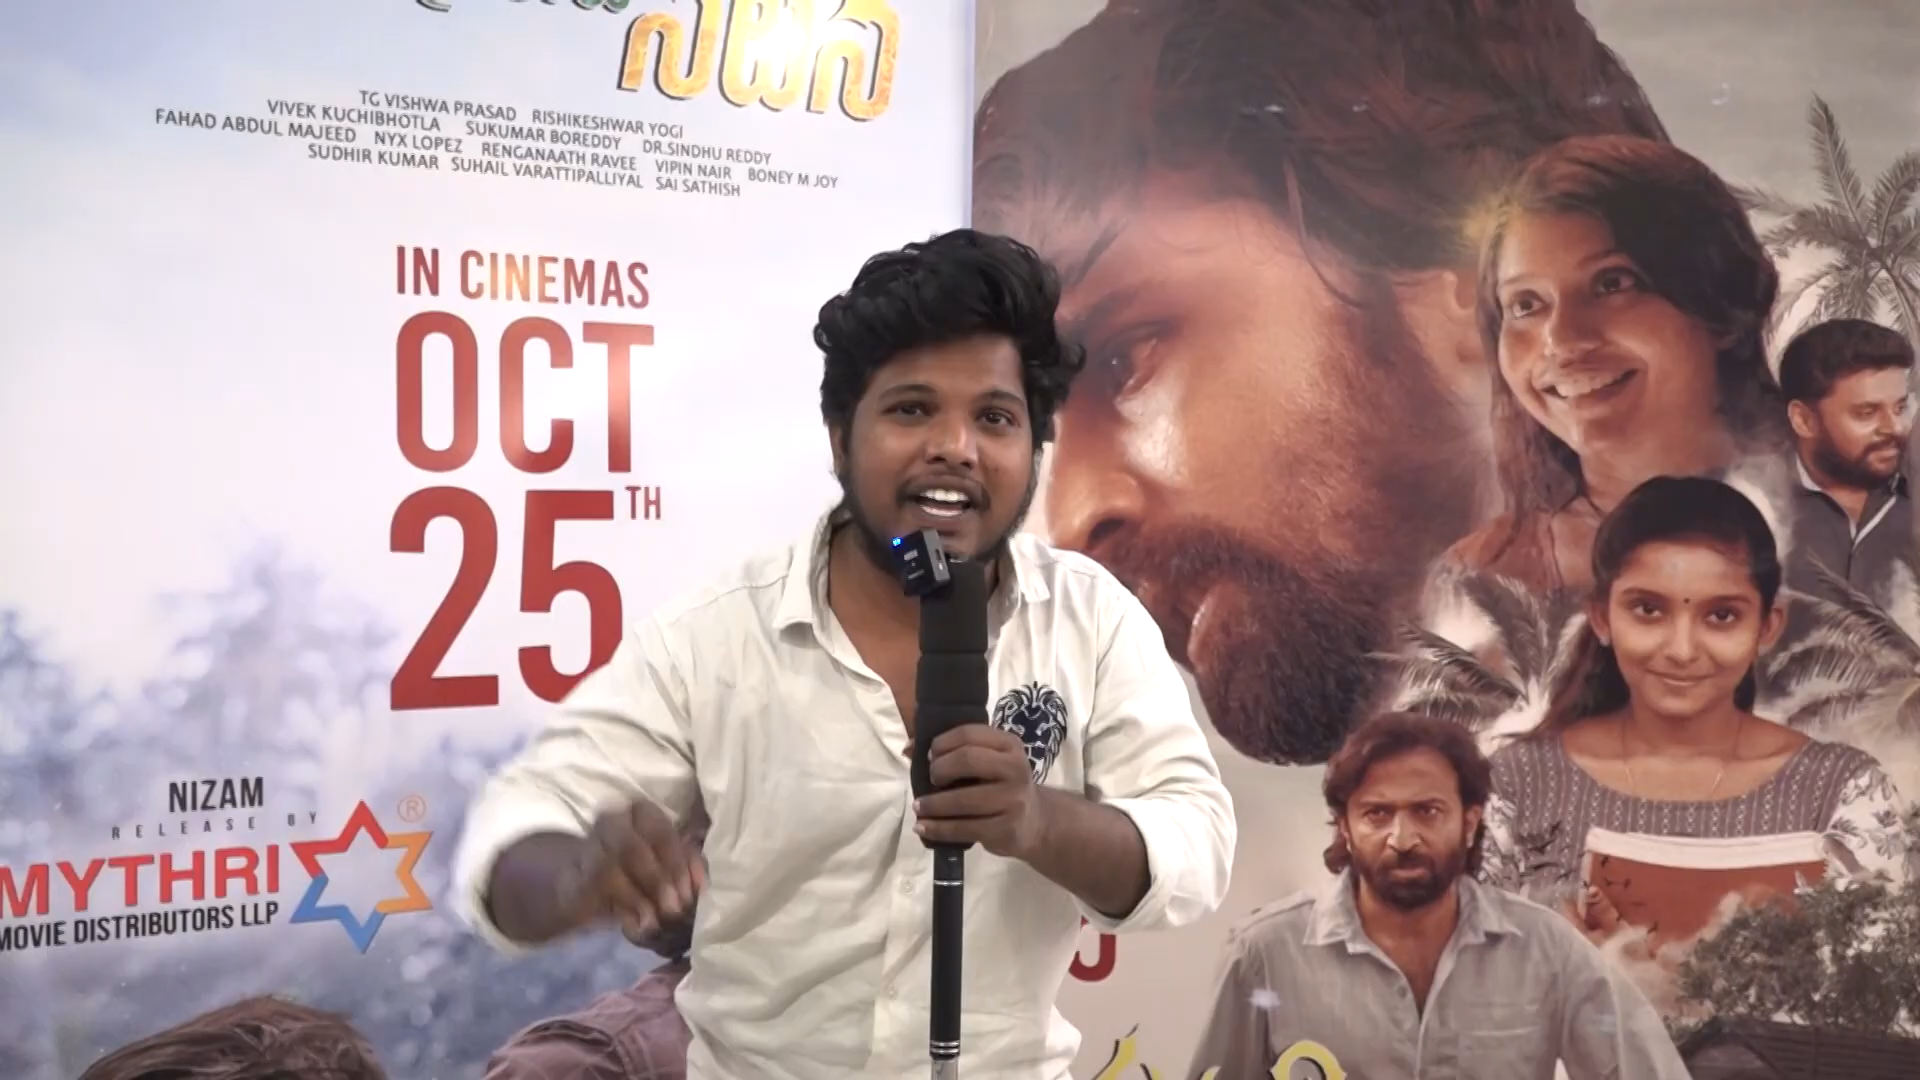 TG VISHWA PRASAD RISHIKESHWAR YOGI
VIVEK KUCHIBHOTLA SUKUMAR BOREDDY DR.SINDHU REDDY
FAHAD ABDUL MAJEED NYX LOPEZ RENGANAATH RAVEE VIPIN NAIR BONEY M JOY
SUDHIR KUMAR SUHAIL VARATTIPALLIYAL SAI SATHISH
IN CINEMAS
OCT
25TH
NIZAM
RELEASE BY
MYTHRI ®
MOVIE DISTRIBUTORS LLP